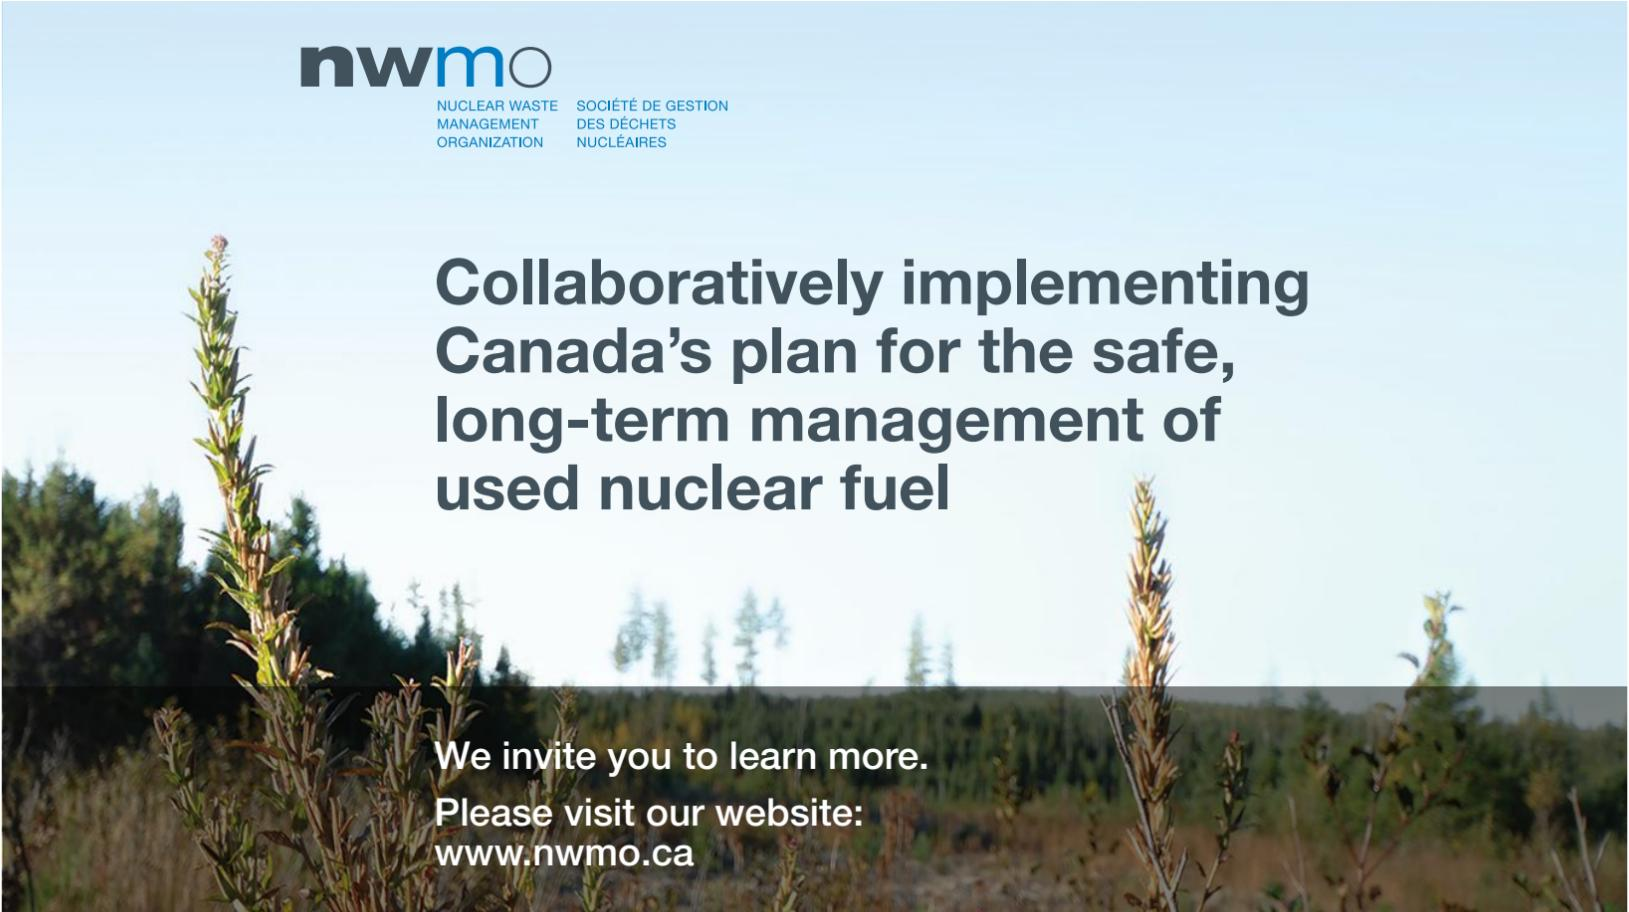 nwmo
NUCLEAR WASTE
MANAGEMENT
ORGANIZATION
SOCIÉTÉ DE GESTION
DES DÉCHETS
NUCLÉAIRES
Collaboratively implementing
Canada’s plan for the safe,
long-term management of
used nuclear fuel
We invite you to learn more.
Please visit our website:
www.nwmo.ca